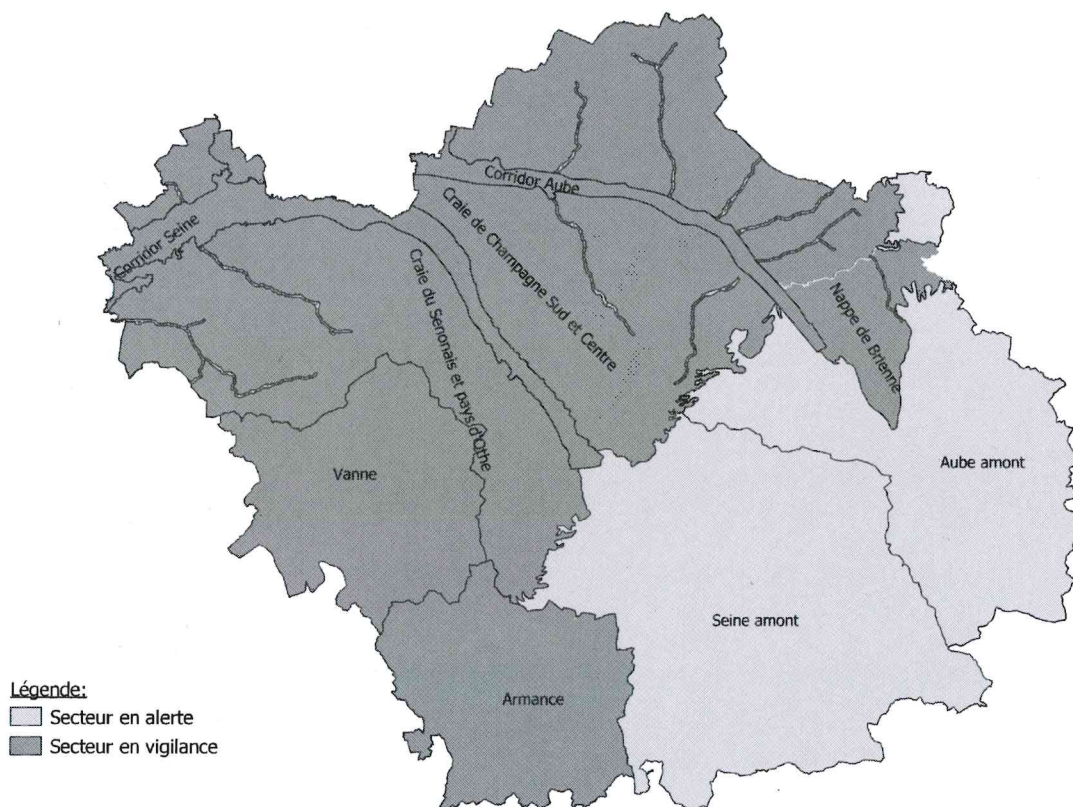 Corridor Aube
Corridor Seine
Craie de Champagne Sud et Centre
Craie du Senonais et pays d'Othe
Nappe de Brienne
Aube amont
Vanne
Seine amont
Armance
Légende:
Secteur en alerte
Secteur en vigilance